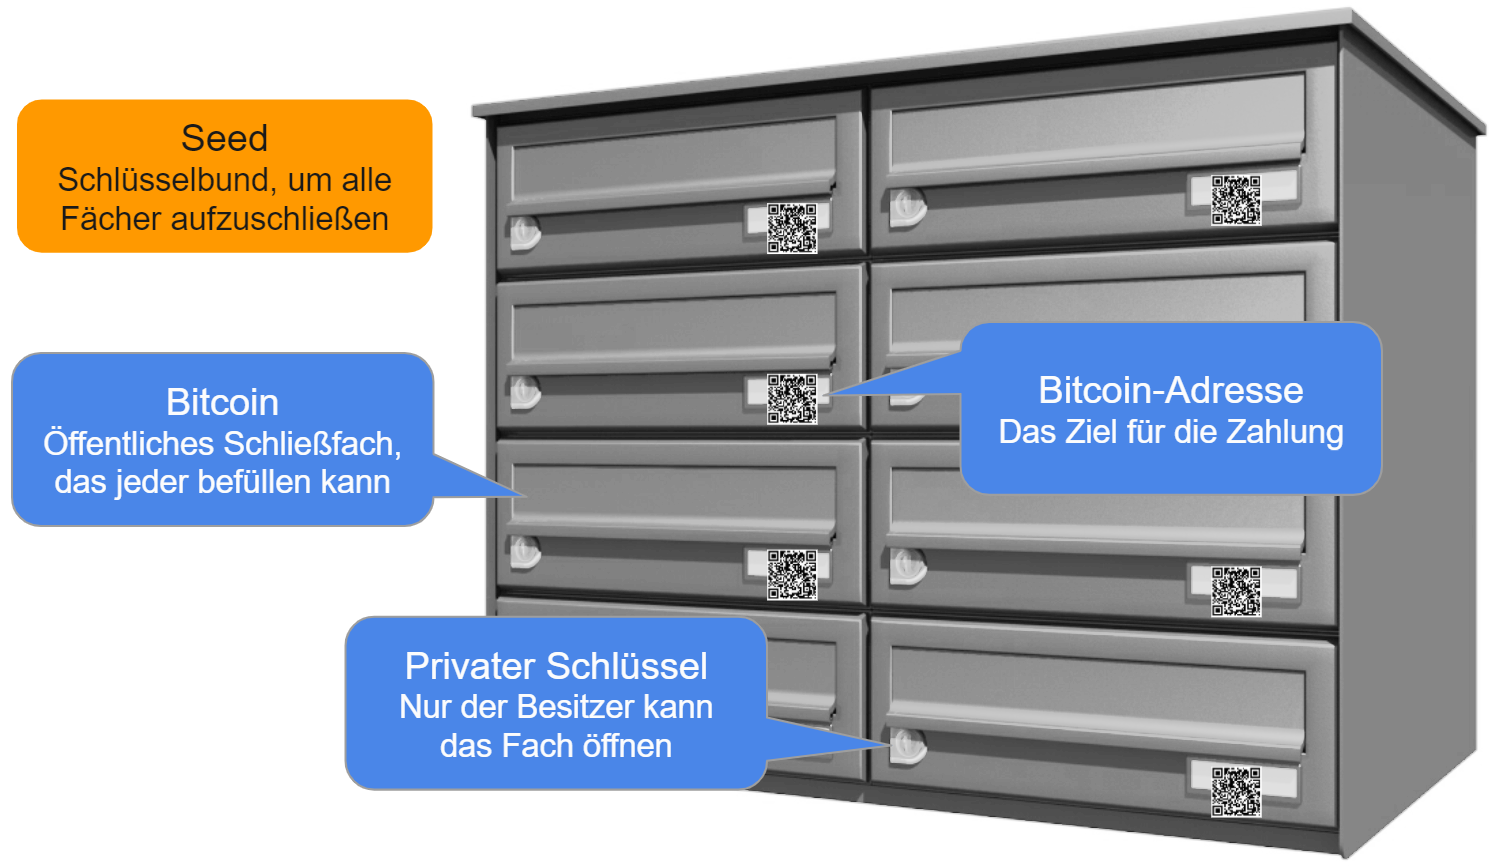 Seed
Schlüsselbund, um alle
Fächer aufzuschließen
Bitcoin
Öffentliches Schließfach,
das jeder befüllen kann
Bitcoin-Adresse
Das Ziel für die Zahlung
Privater Schlüssel
Nur der Besitzer kann
das Fach öffnen